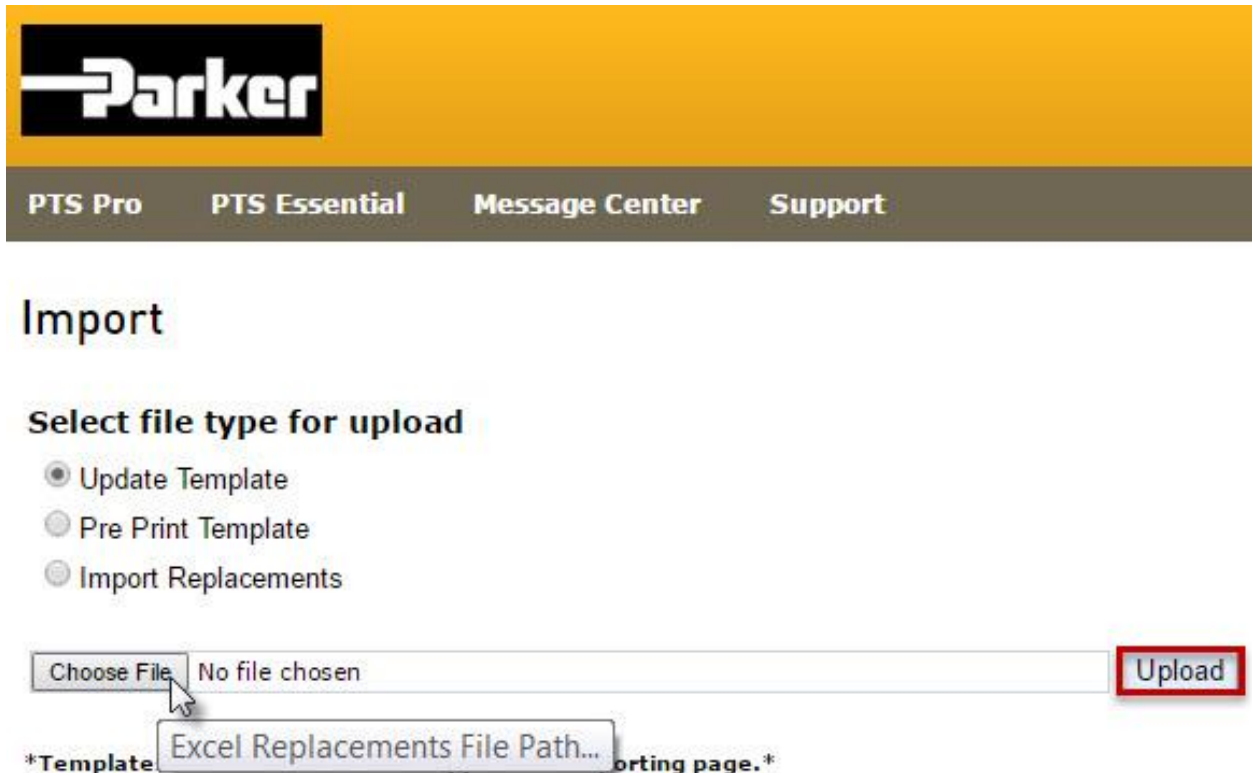 Parker
PTS Pro PTS Essential Message Center Support
Import
Select file type for upload
Update Template
Pre Print Template
Import Replacements
Choose File No file chosen Upload
Excel Replacements File Path...
*Template orting page.*